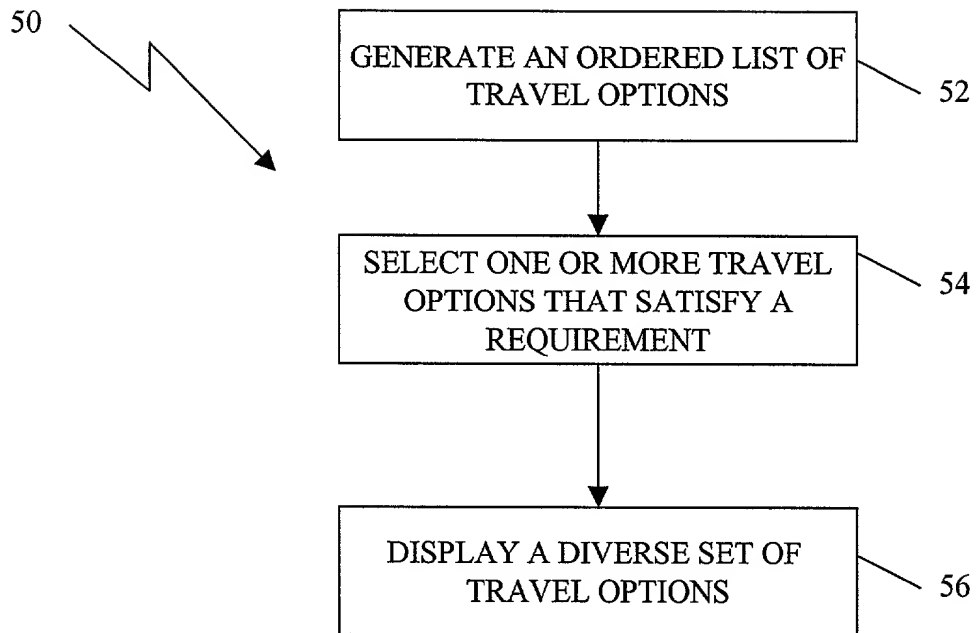 50
GENERATE AN ORDERED LIST OF
TRAVEL OPTIONS
52
SELECT ONE OR MORE TRAVEL
OPTIONS THAT SATISFY A
REQUIREMENT
54
DISPLAY A DIVERSE SET OF
TRAVEL OPTIONS
56